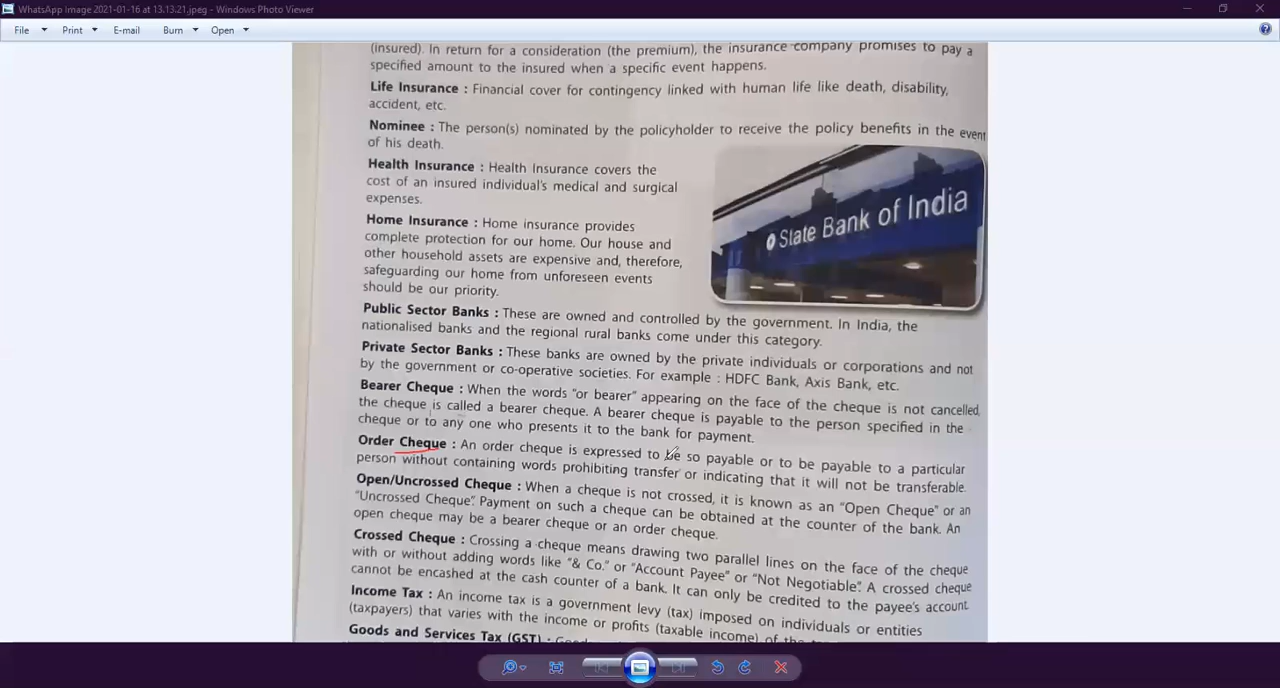 WhatsApp Image 2021-01-16 at 13.13.21.jpeg - Windows Photo Viewer
File Print E-mail Burn Open
(insured). In return for a consideration (the premium), the insurance company promises to pay a
specified amount to the insured when a specific event happens.
Life Insurance : Financial cover for contingency linked with human life like death, disability,
accident, etc.
Nominee : The person(s) nominated by the policyholder to receive the policy benefits in the event
of his death.
Health Insurance : Health Insurance covers the
cost of an insured individual's medical and surgical
expenses.
Home Insurance : Home insurance provides
complete protection for our home. Our house and
other household assets are expensive and, therefore,
safeguarding our home from unforeseen events
should be our priority.
State Bank of India
Public Sector Banks : These are owned and controlled by the government. In India, the
nationalised banks and the regional rural banks come under this category.
Private Sector Banks : These banks are owned by the private individuals or corporations and not
by the government or co-operative societies. For example : HDFC Bank, Axis Bank, etc.
Bearer Cheque : When the words "or bearer" appearing on the face of the cheque is not cancelled,
the cheque is called a bearer cheque. A bearer cheque is payable to the person specified in the
cheque or to any one who presents it to the bank for payment.
Order Cheque : An order cheque is expressed to be so payable or to be payable to a particular
person without containing words prohibiting transfer or indicating that it will not be transferable.
Open/Uncrossed Cheque : When a cheque is not crossed, it is known as an "Open Cheque" or an
"Uncrossed Cheque". Payment on such a cheque can be obtained at the counter of the bank. An
open cheque may be a bearer cheque or an order cheque.
Crossed Cheque : Crossing a cheque means drawing two parallel lines on the face of the cheque
with or without adding words like "& Co." or "Account Payee" or "Not Negotiable". A crossed cheque
cannot be encashed at the cash counter of a bank. It can only be credited to the payee's account.
Income Tax : An income tax is a government levy (tax) imposed on individuals or entities
(taxpayers) that varies with the income or profits (taxable income) of the
Goods and Services Tax (GST) :